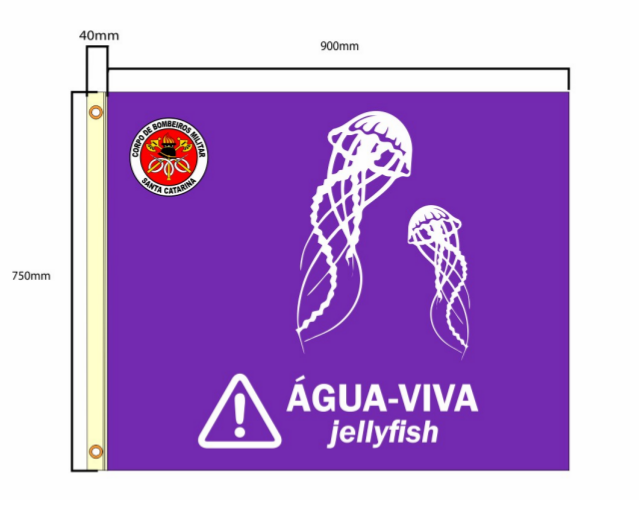 40mm
900mm
CORPO DE BOMBEIROS MILITAR
SANTA CATARINA
750mm
ÁGUA-VIVA
jellyfish